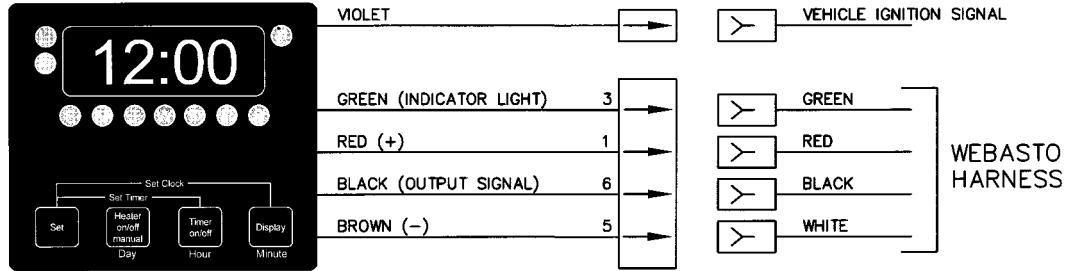 VIOLET
VEHICLE IGNITION SIGNAL
12:00
GREEN (INDICATOR LIGHT) 3
GREEN
RED (+) 1
RED
BLACK (OUTPUT SIGNAL) 6
BLACK
BROWN (−) 5
WHITE
WEBASTO
HARNESS
Set Clock
Set Timer
Set
Heater
on/off
manual
Timer
on/off
Display
Day
Hour
Minute